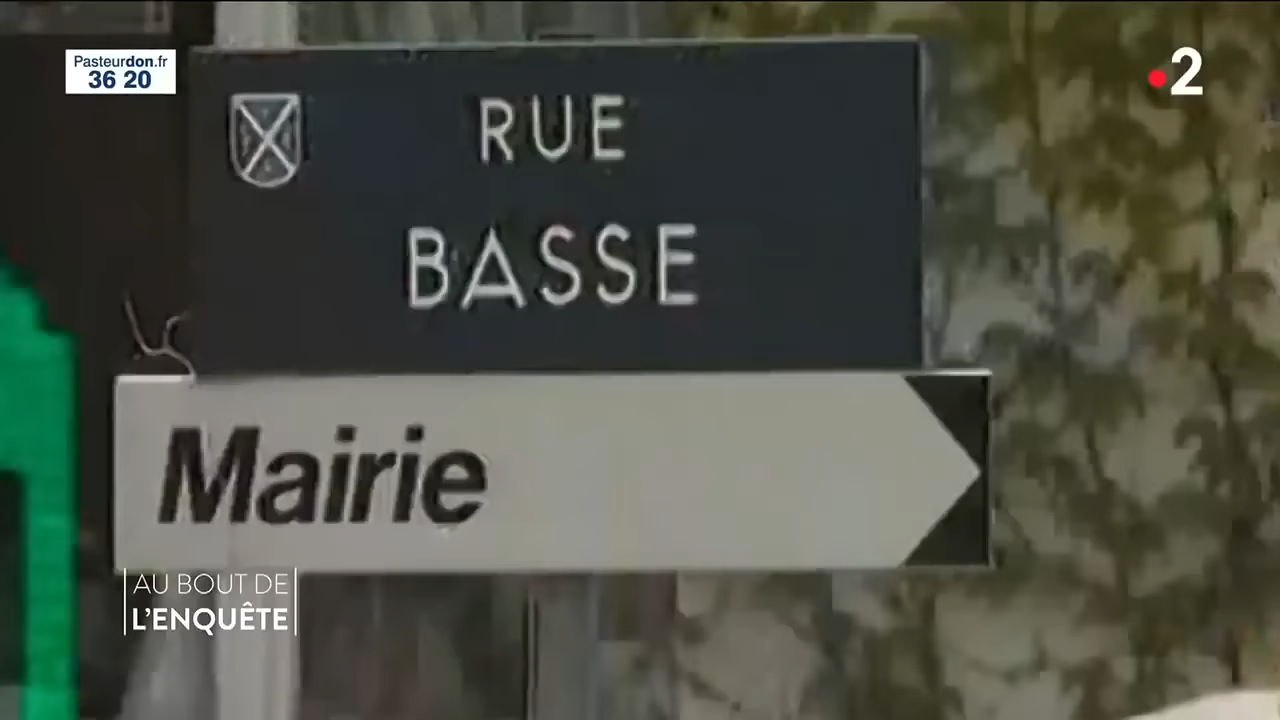 Pasteurdon.fr
36 20
2
RUE
BASSE
Mairie
AU BOUT DE
L'ENQUÊTE